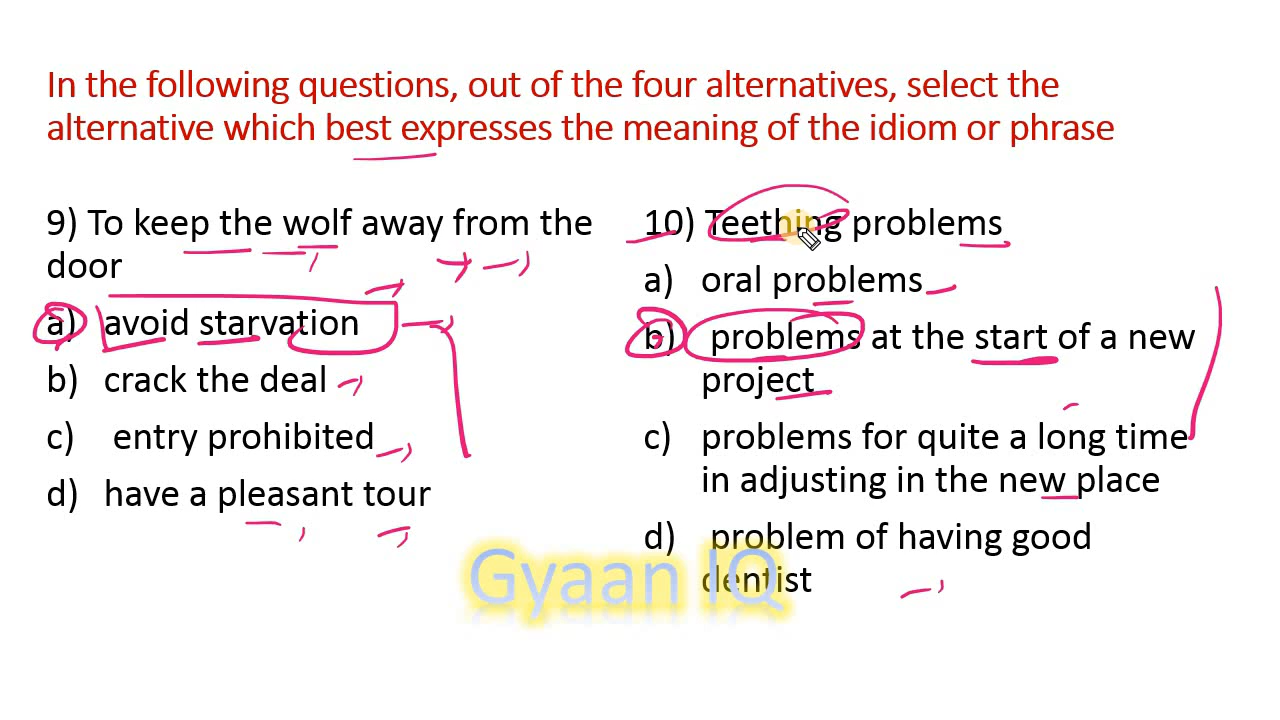 In the following questions, out of the four alternatives, select the
alternative which best expresses the meaning of the idiom or phrase
9) To keep the wolf away from the
door
a) avoid starvation
b) crack the deal
c) entry prohibited
d) have a pleasant tour
10) Teething problems
a) oral problems
b) problems at the start of a new
project
c) problems for quite a long time
in adjusting in the new place
d) problem of having good
dentist
Gyaan IQ